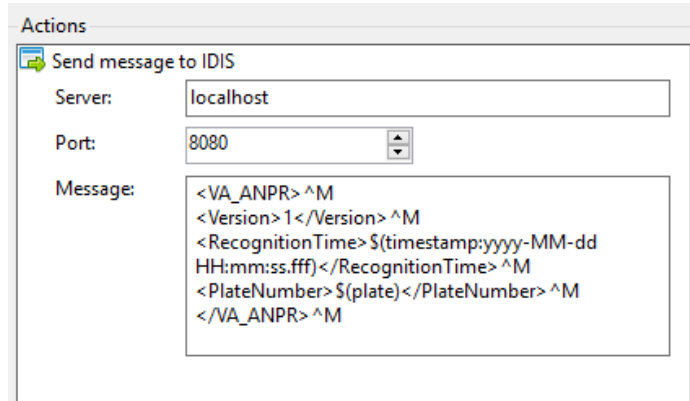 Actions
Send message to IDIS
Server: localhost
Port: 8080
Message: <VA_ANPR>^M
<Version>1</Version>^M
<RecognitionTime>$(timestamp:yyyy-MM-dd
HH:mm:ss.fff)</RecognitionTime>^M
<PlateNumber>$(plate)</PlateNumber>^M
</VA_ANPR>^M